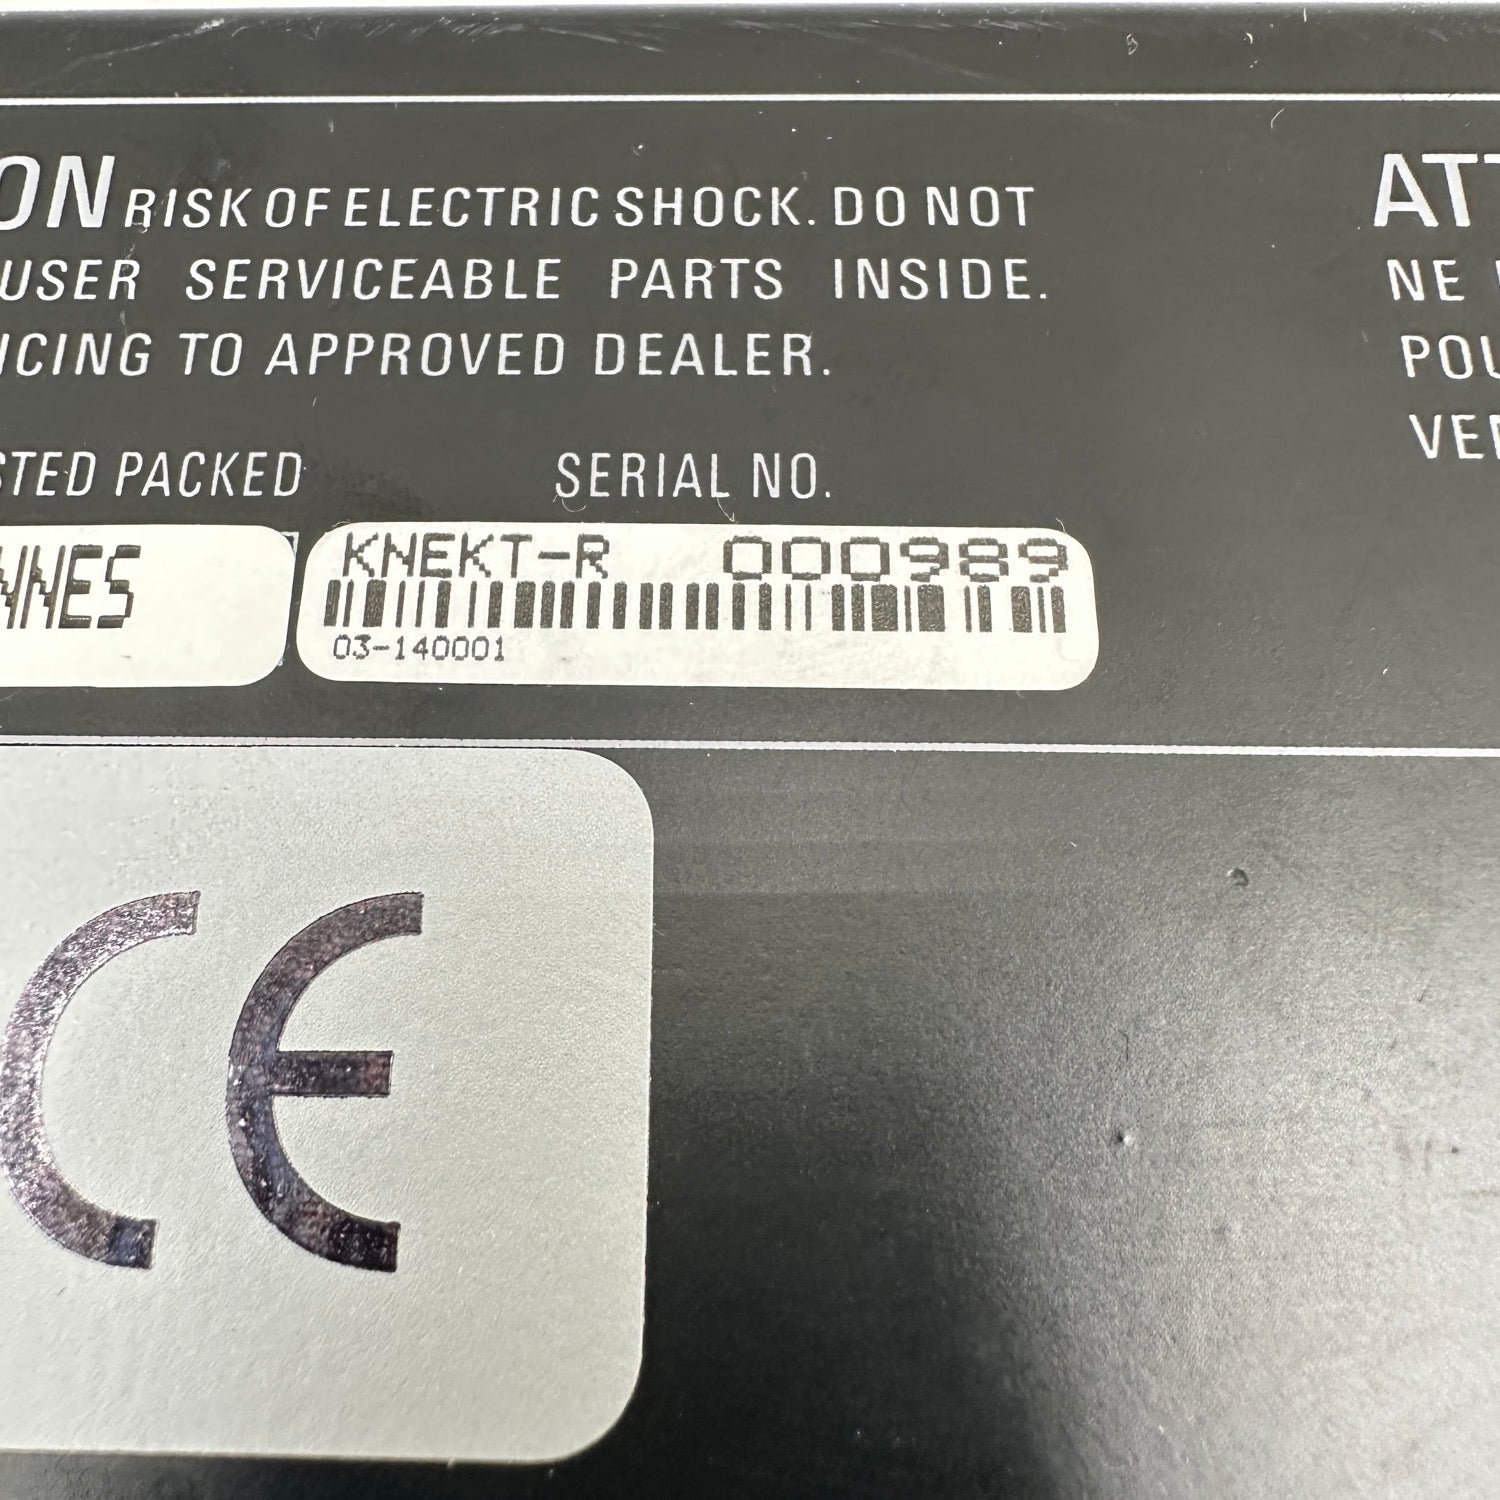 ON RISK OF ELECTRIC SHOCK. DO NOT
USER SERVICEABLE PARTS INSIDE.
ICING TO APPROVED DEALER.
ATT
NE
POU
VER
STED PACKED
SERIAL NO.
NNES
KNEKT-R 000989
03-140001
CE